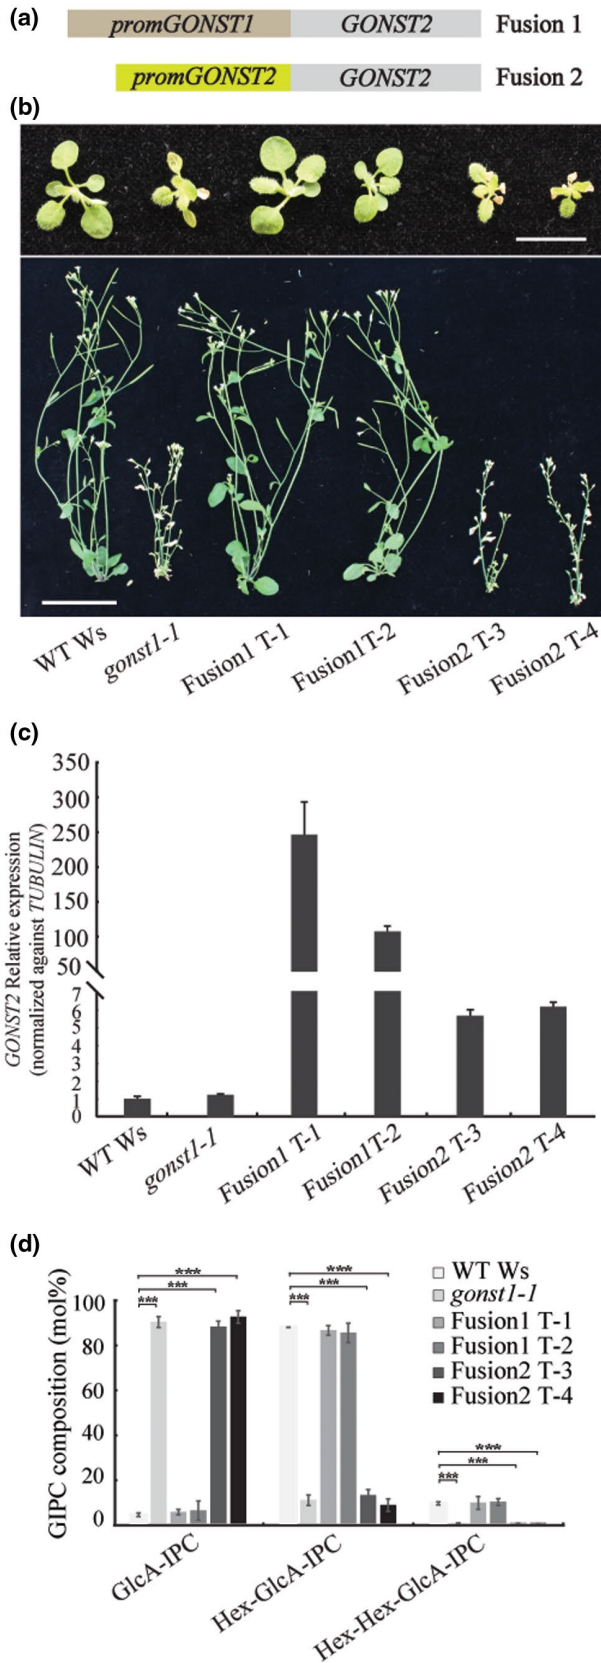 (a)
promGONST1 GONST2 Fusion 1
promGONST2 GONST2 Fusion 2
(b)
WT Ws
gonst1-1
Fusion1 T-1
Fusion1T-2
Fusion2 T-3
Fusion2 T-4
(c)
GONST2 Relative expression
(normalized against TUBULIN)
350
300
250
200
150
100
50
7
6
5
4
3
2
1
0
WT Ws
gonst1-1
Fusion1 T-1
Fusion1T-2
Fusion2 T-3
Fusion2 T-4
(d)
GIPC composition (mol%)
100
80
60
40
20
0
***
***
***
***
***
***
***
***
***
WT Ws
gonst1-1
Fusion1 T-1
Fusion1 T-2
Fusion2 T-3
Fusion2 T-4
GlcA-IPC
Hex-GlcA-IPC
Hex-Hex-GlcA-IPC